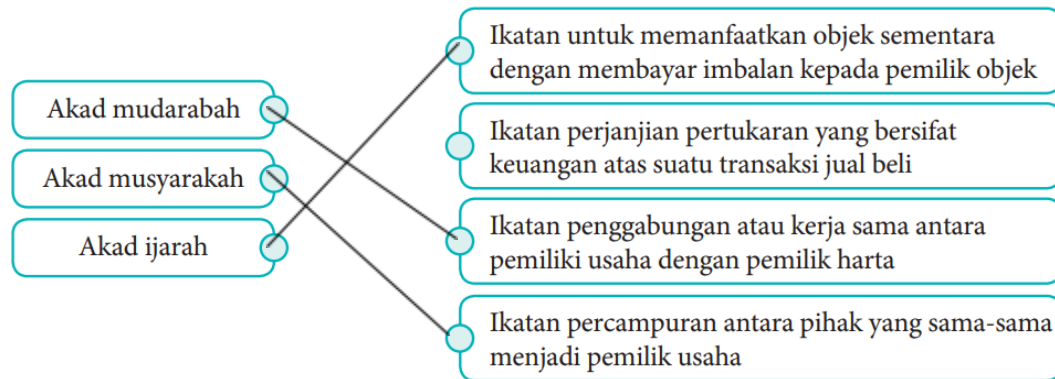 Akad mudarabah
Akad musyarakah
Akad ijarah
Ikatan untuk memanfaatkan objek sementara
dengan membayar imbalan kepada pemilik objek
Ikatan perjanjian pertukaran yang bersifat
keuangan atas suatu transaksi jual beli
Ikatan penggabungan atau kerja sama antara
pemiliki usaha dengan pemilik harta
Ikatan percampuran antara pihak yang sama-sama
menjadi pemilik usaha